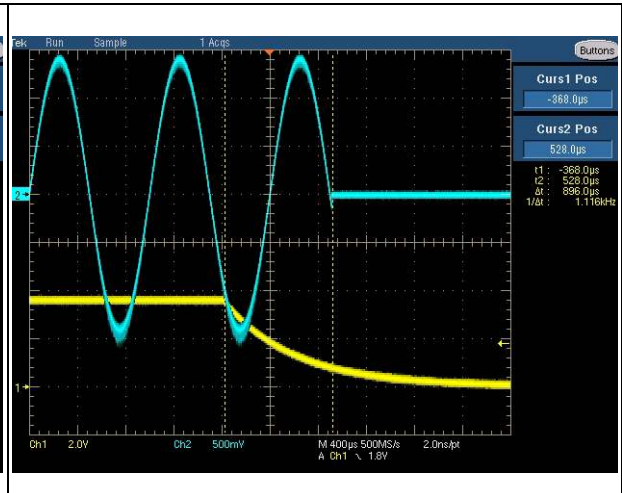 Tek Run Sample 1 Acqs
Buttons
Curs1 Pos
-368.0µs
Curs2 Pos
528.0µs
t1 : -368.0µs
t2 : 528.0µs
Δt : 896.0µs
1/Δt : 1.116kHz
2
1
Ch1 2.0V Ch2 500mV M 400µs 500MS/s 2.0ns/pt
A Ch1 \ 1.8V